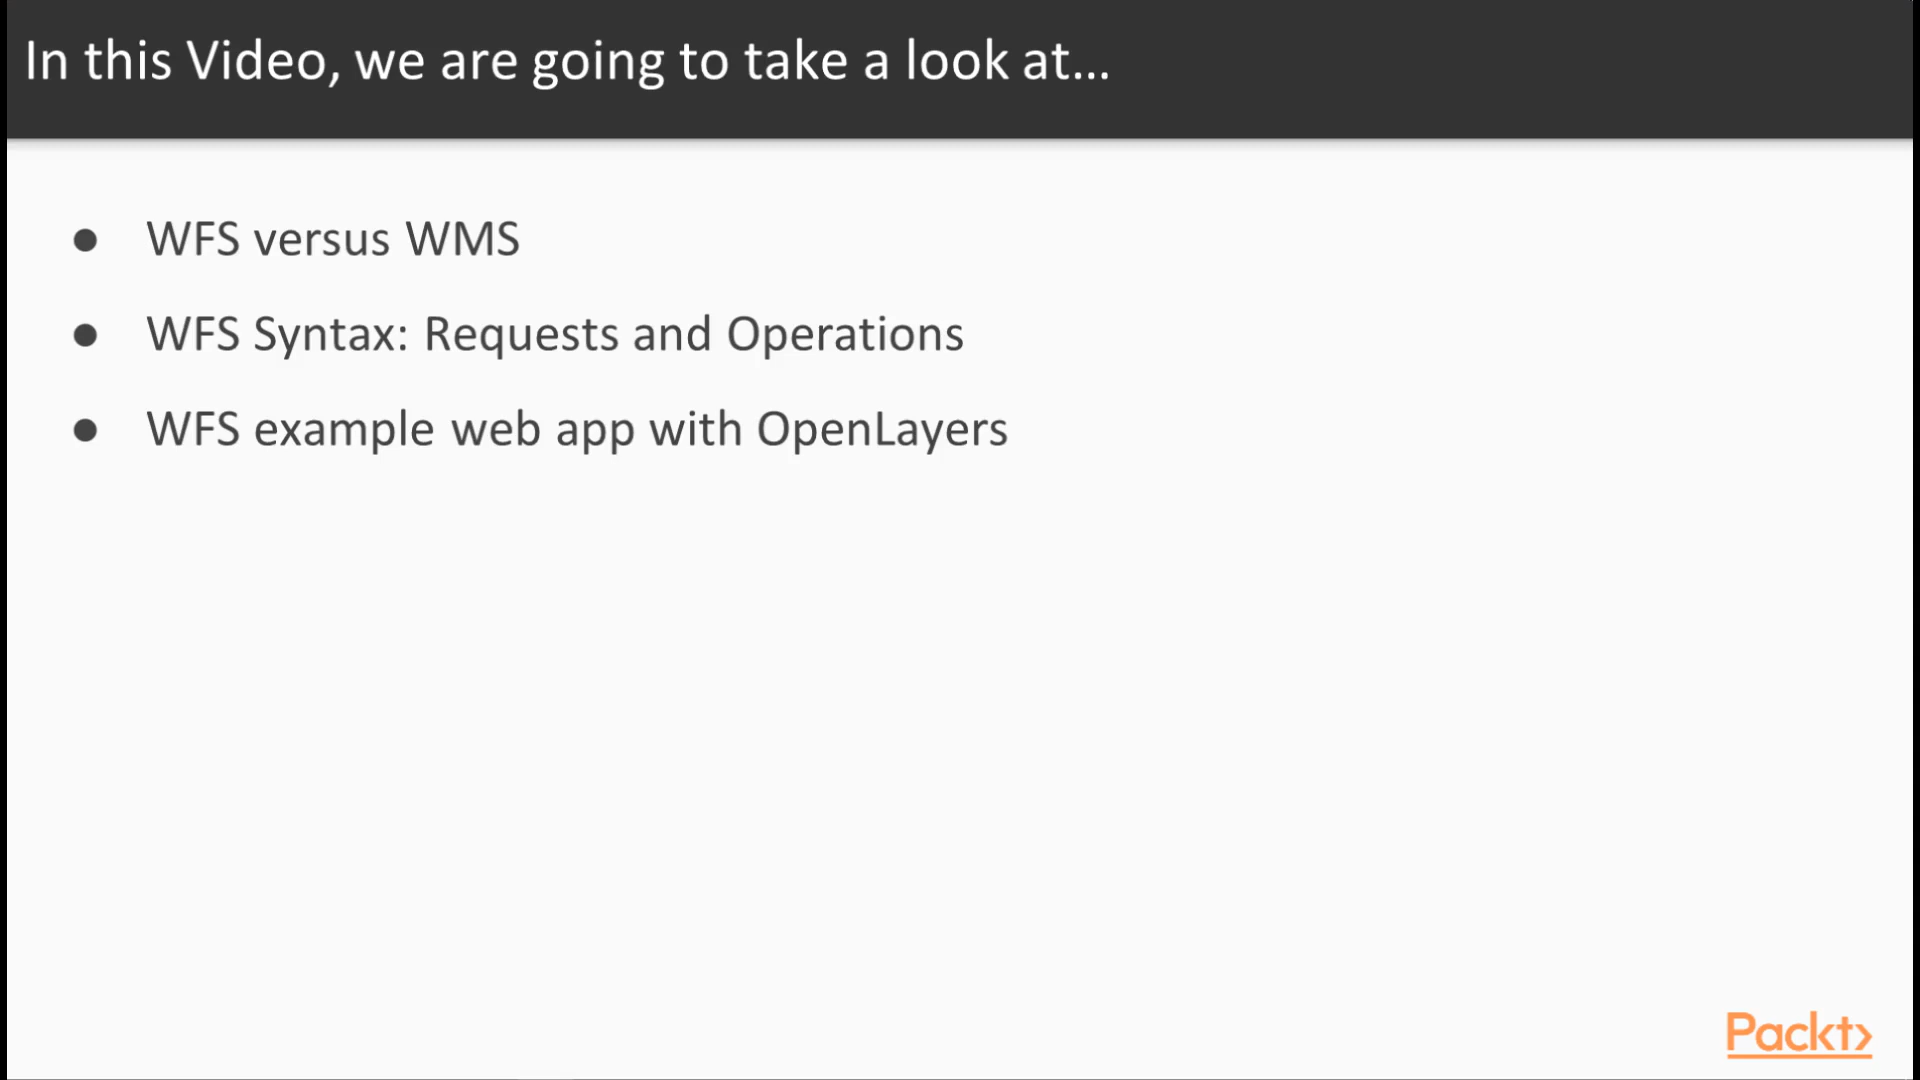 In this Video, we are going to take a look at...
● WFS versus WMS
● WFS Syntax: Requests and Operations
● WFS example web app with OpenLayers
Packt>